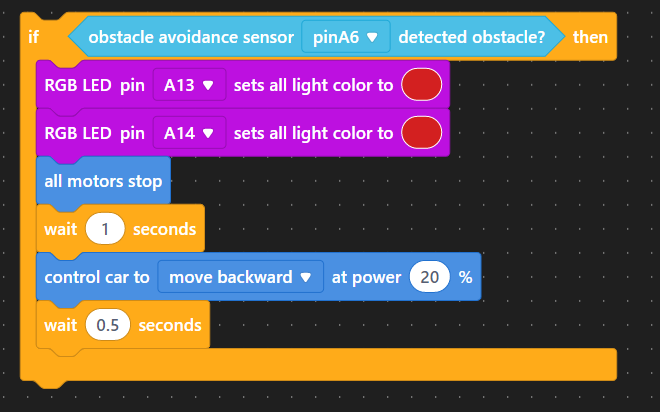 if obstacle avoidance sensor pinA6 detected obstacle? then
RGB LED pin A13 sets all light color to
RGB LED pin A14 sets all light color to
all motors stop
wait 1 seconds
control car to move backward at power 20 %
wait 0.5 seconds